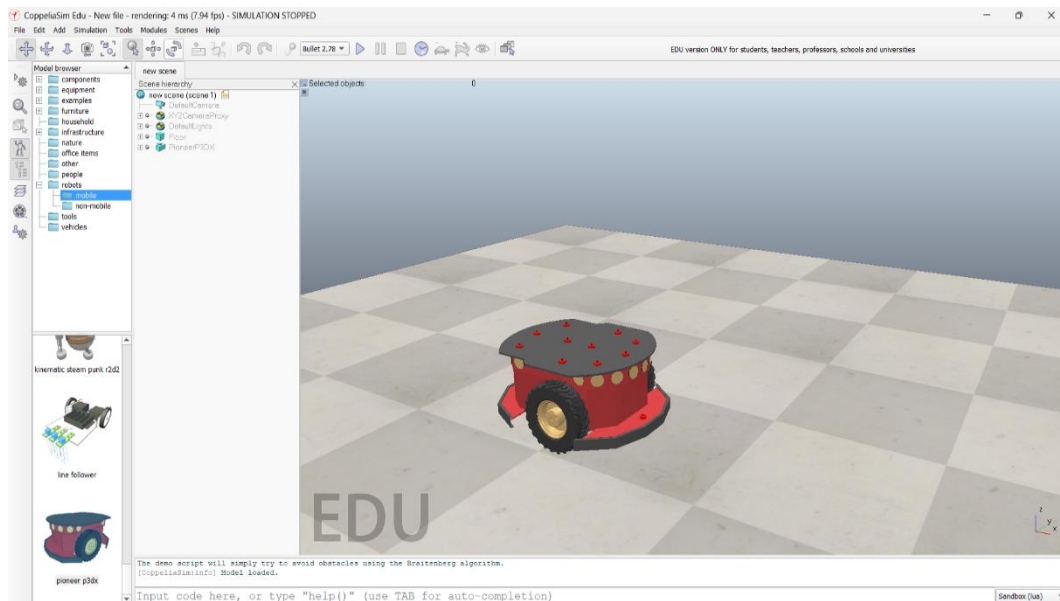 CoppeliaSim Edu - New file - rendering: 4 ms (7.94 fps) - SIMULATION STOPPED
File Edit Add Simulation Tools Modules Scenes Help
Bullet 2.78
EDU version ONLY for students, teachers, professors, schools and universities
Model browser
components
equipment
examples
furniture
household
infrastructure
nature
office items
other
people
robots
mobile
non-mobile
tools
vehicles
kinematic steam punk r2d2
line follower
pioneer p3dx
new scene
Scene hierarchy
new scene (scene 1)
DefaultCamera
XYZCameraProxy
DefaultLights
Floor
PioneerP3DX
Selected objects: 0
EDU
z
y
x
The demo script will simply try to avoid obstacles using the Braitenberg algorithm.
[CoppeliaSim:info] Model loaded.
Input code here, or type "help()" (use TAB for auto-completion)
Sandbox (lua)